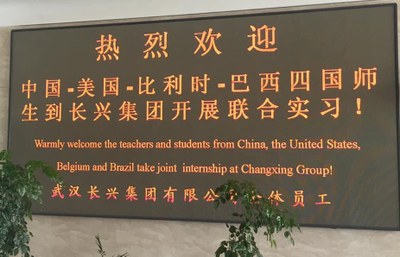 热烈欢迎
中国-美国-比利时-巴西四国师
生到长兴集团开展联合实习！
Warmly welcome the teachers and students from China, the United States,
Belgium and Brazil take joint internship at Changxing Group!
武汉长兴集团有限公司全体员工